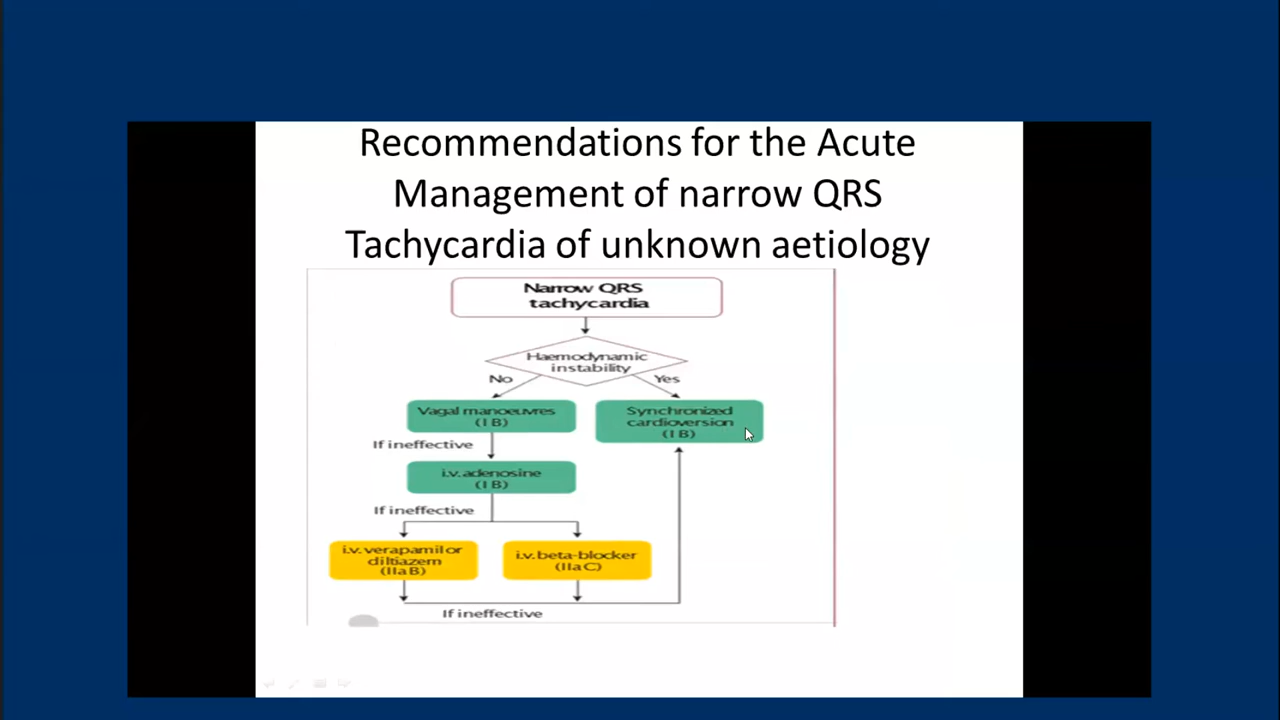 Recommendations for the Acute
Management of narrow QRS
Tachycardia of unknown aetiology
Narrow QRS
tachycardia
Haemodynamic
instability
No
Yes
Vagal manoeuvres
(I B)
Synchronized
cardioversion
(I B)
If ineffective
i.v. adenosine
(I B)
If ineffective
i.v. verapamil or
diltiazem
(IIa B)
i.v. beta-blocker
(IIa C)
If ineffective